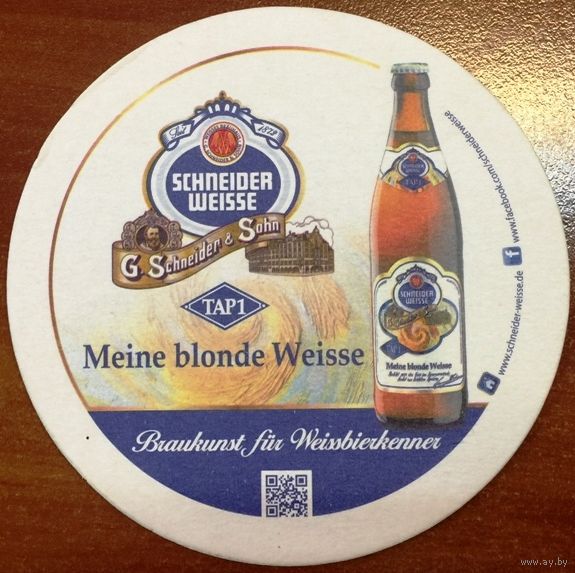 Seit 1872
SCHNEIDER
WEISSE
G. Schneider & Sohn
TAP1
Meine blonde Weisse
Braukunst für Weissbierkenner
TAP1
SCHNEIDER
WEISSE
TAP1
Meine blonde Weisse
www.facebook.com/schneiderweisse
www.schneider-weisse.de
www.ay.by